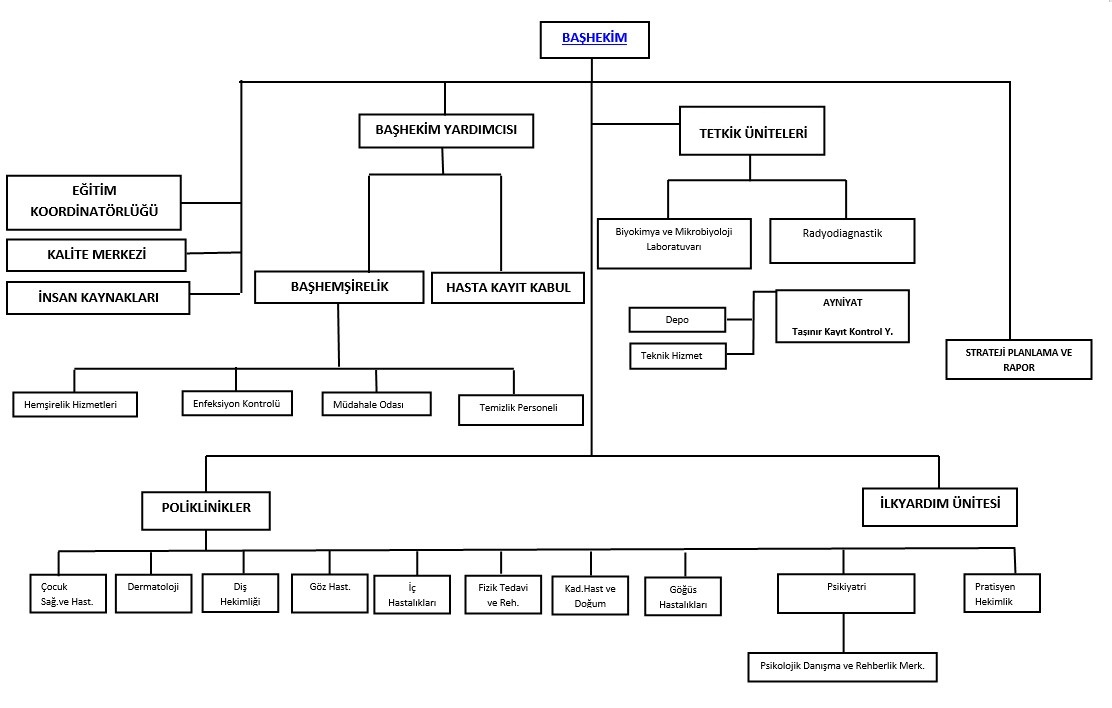 BAŞHEKİM
BAŞHEKİM YARDIMCISI
TETKİK ÜNİTELERİ
EĞİTİM
KOORDİNATÖRLÜĞÜ
KALİTE MERKEZİ
İNSAN KAYNAKLARI
BAŞHEMŞİRELİK
HASTA KAYIT KABUL
Biyokimya ve Mikrobiyoloji
Laboratuvarı
Radyodiagnastik
AYNİYAT
Taşınır Kayıt Kontrol Y.
Depo
Teknik Hizmet
STRATEJİ PLANLAMA VE
RAPOR
Hemşirelik Hizmetleri
Enfeksiyon Kontrolü
Müdahale Odası
Temizlik Personeli
POLİKLİNİKLER
İLKYARDIM ÜNİTESİ
Çocuk
Sağ.ve Hast.
Dermatoloji
Diş
Hekimliği
Göz Hast.
İç
Hastalıkları
Fizik Tedavi
ve Reh.
Kad.Hast ve
Doğum
Göğüs
Hastalıkları
Psikiyatri
Pratisyen
Hekimlik
Psikolojik Danışma ve Rehberlik Merk.